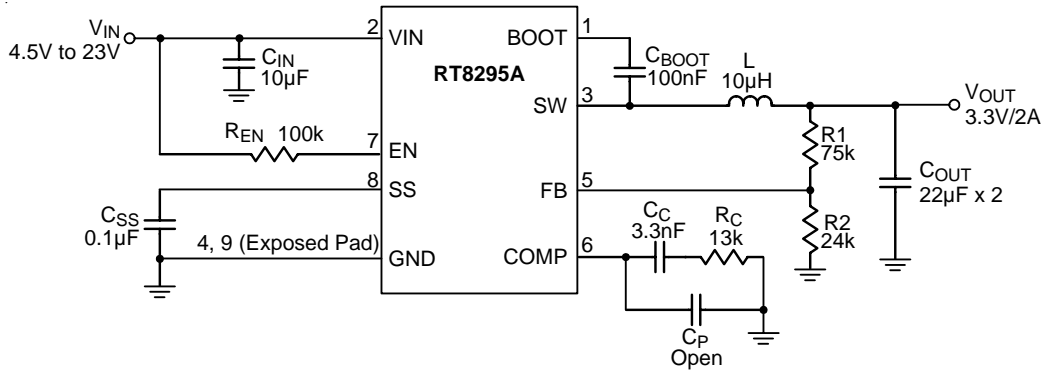 VIN
4.5V to 23V
CIN
10µF
REN 100k
CSS
0.1µF
4, 9 (Exposed Pad)
2
7
8
VIN
EN
SS
GND
RT8295A
BOOT
SW
FB
COMP
1
3
5
6
CBOOT
100nF
L
10µH
VOUT
3.3V/2A
R1
75k
COUT
22µF x 2
R2
24k
CC
3.3nF
RC
13k
CP
Open